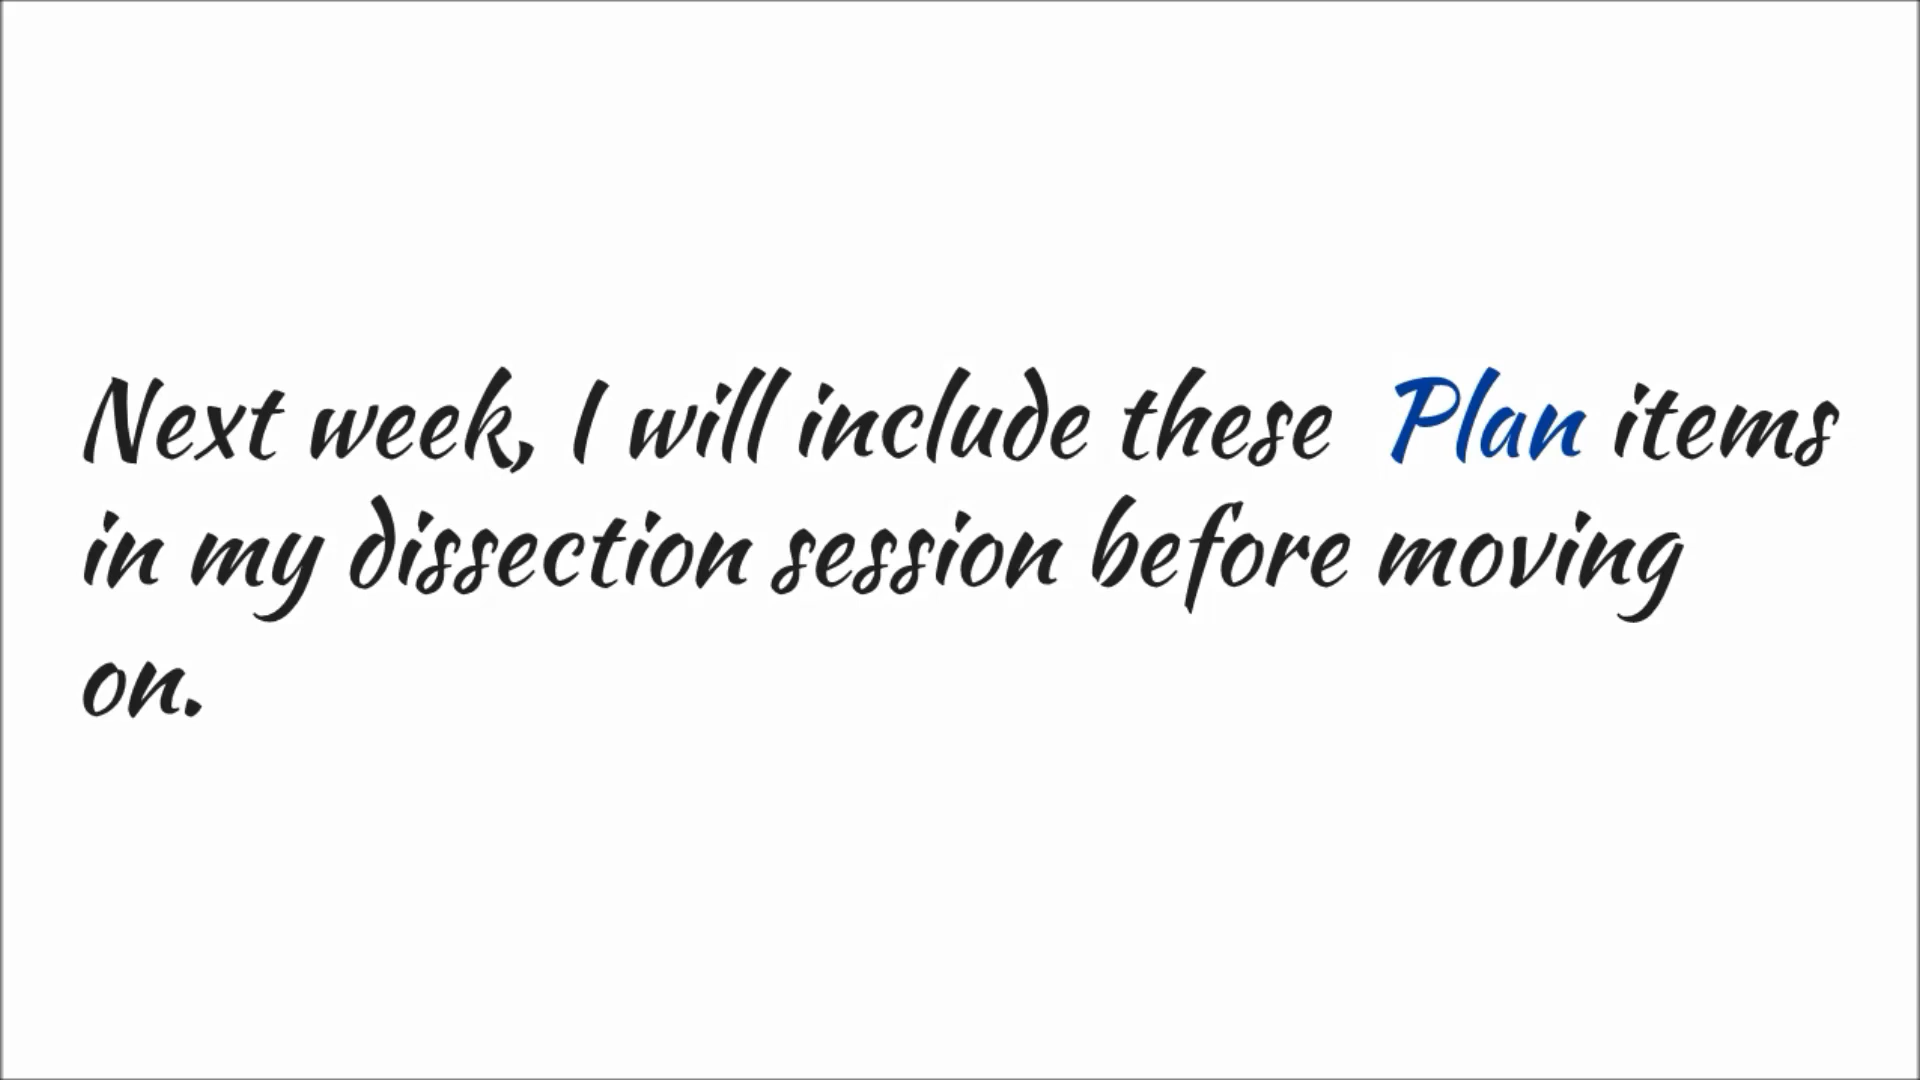 Next week, I will include these Plan items
in my dissection session before moving
on.